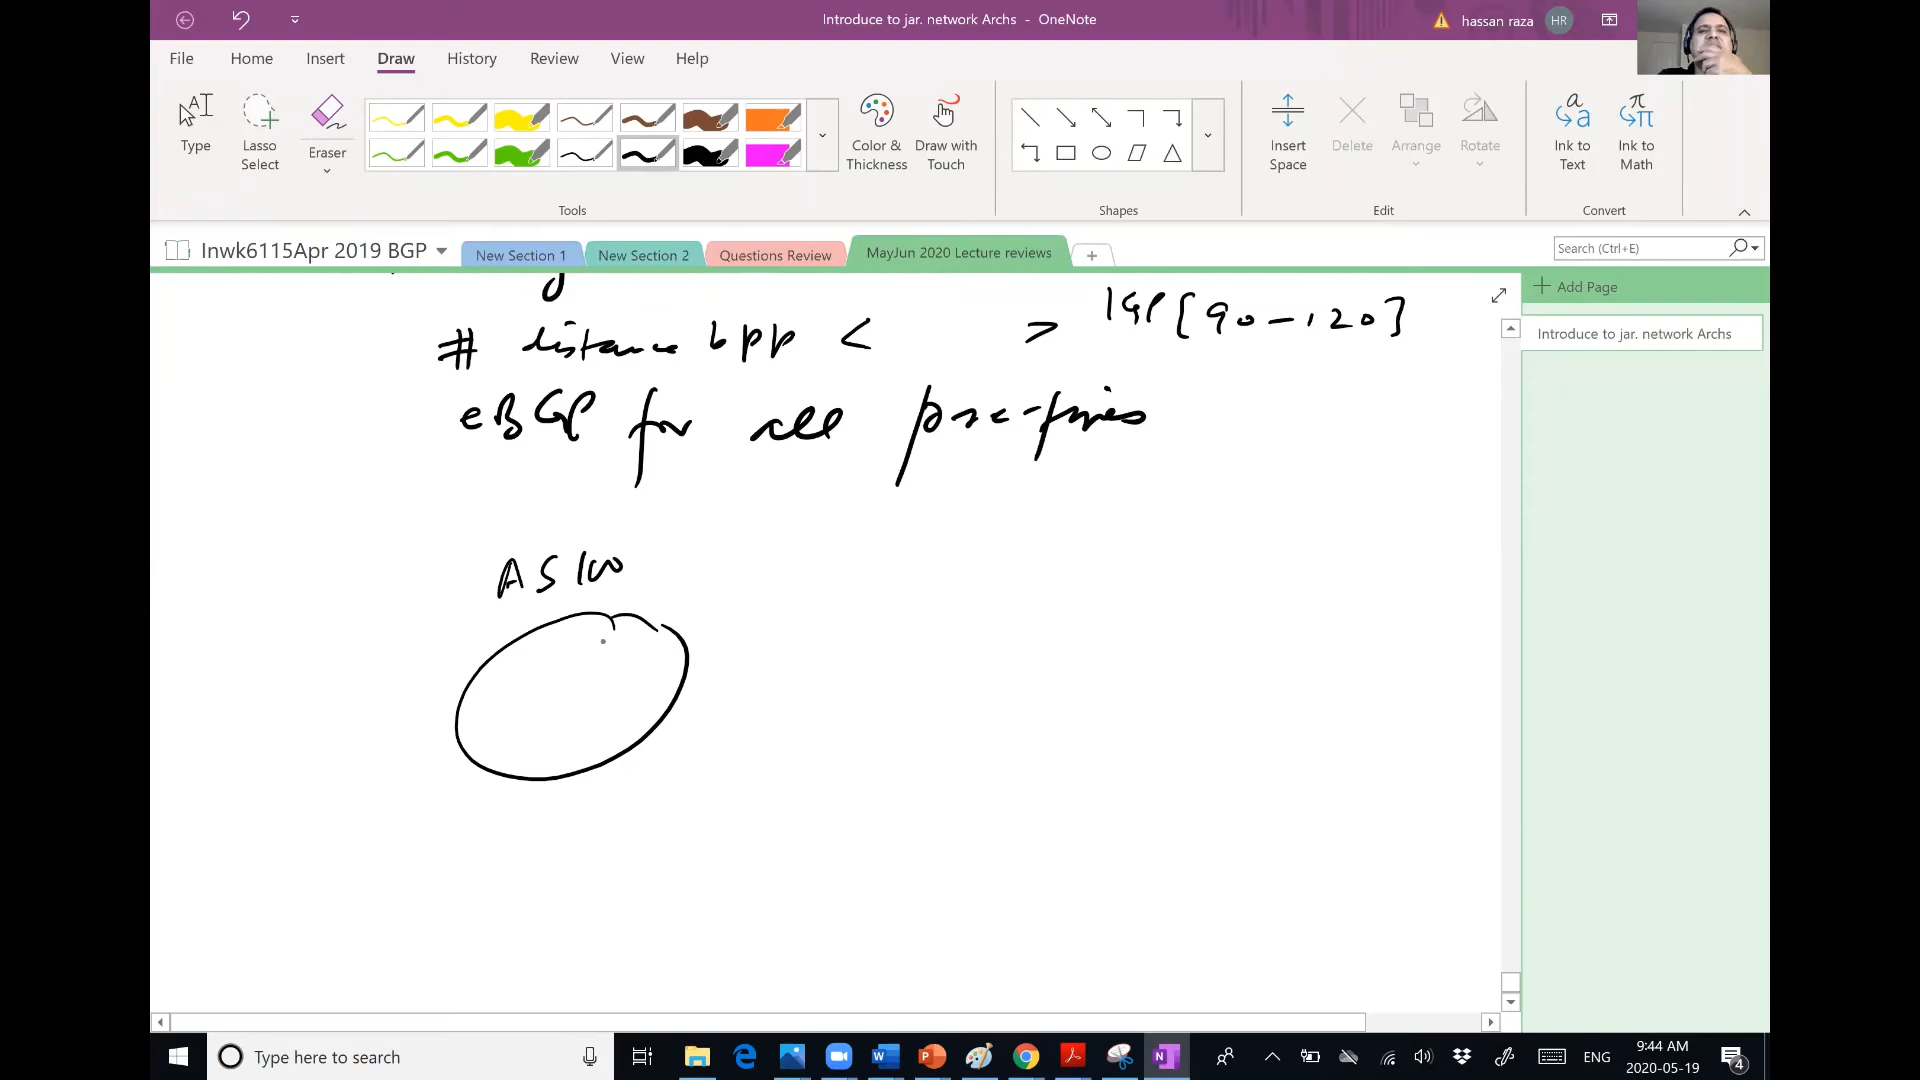 Introduce to jar. network Archs - OneNote
hassan raza HR
File Home Insert Draw History Review View Help
Type
Lasso Select
Eraser
Color & Thickness
Draw with Touch
Insert Space
Delete
Arrange
Rotate
Ink to Text
Ink to Math
Tools Shapes Edit Convert
Inwk6115Apr 2019 BGP New Section 1 New Section 2 Questions Review MayJun 2020 Lecture reviews Search (Ctrl+E)
Add Page
Introduce to jar. network Archs
# distance bgp < > IGP [90-120]
eBGP for all pre-fixes
AS100
Type here to search
ENG
9:44 AM
2020-05-19
4